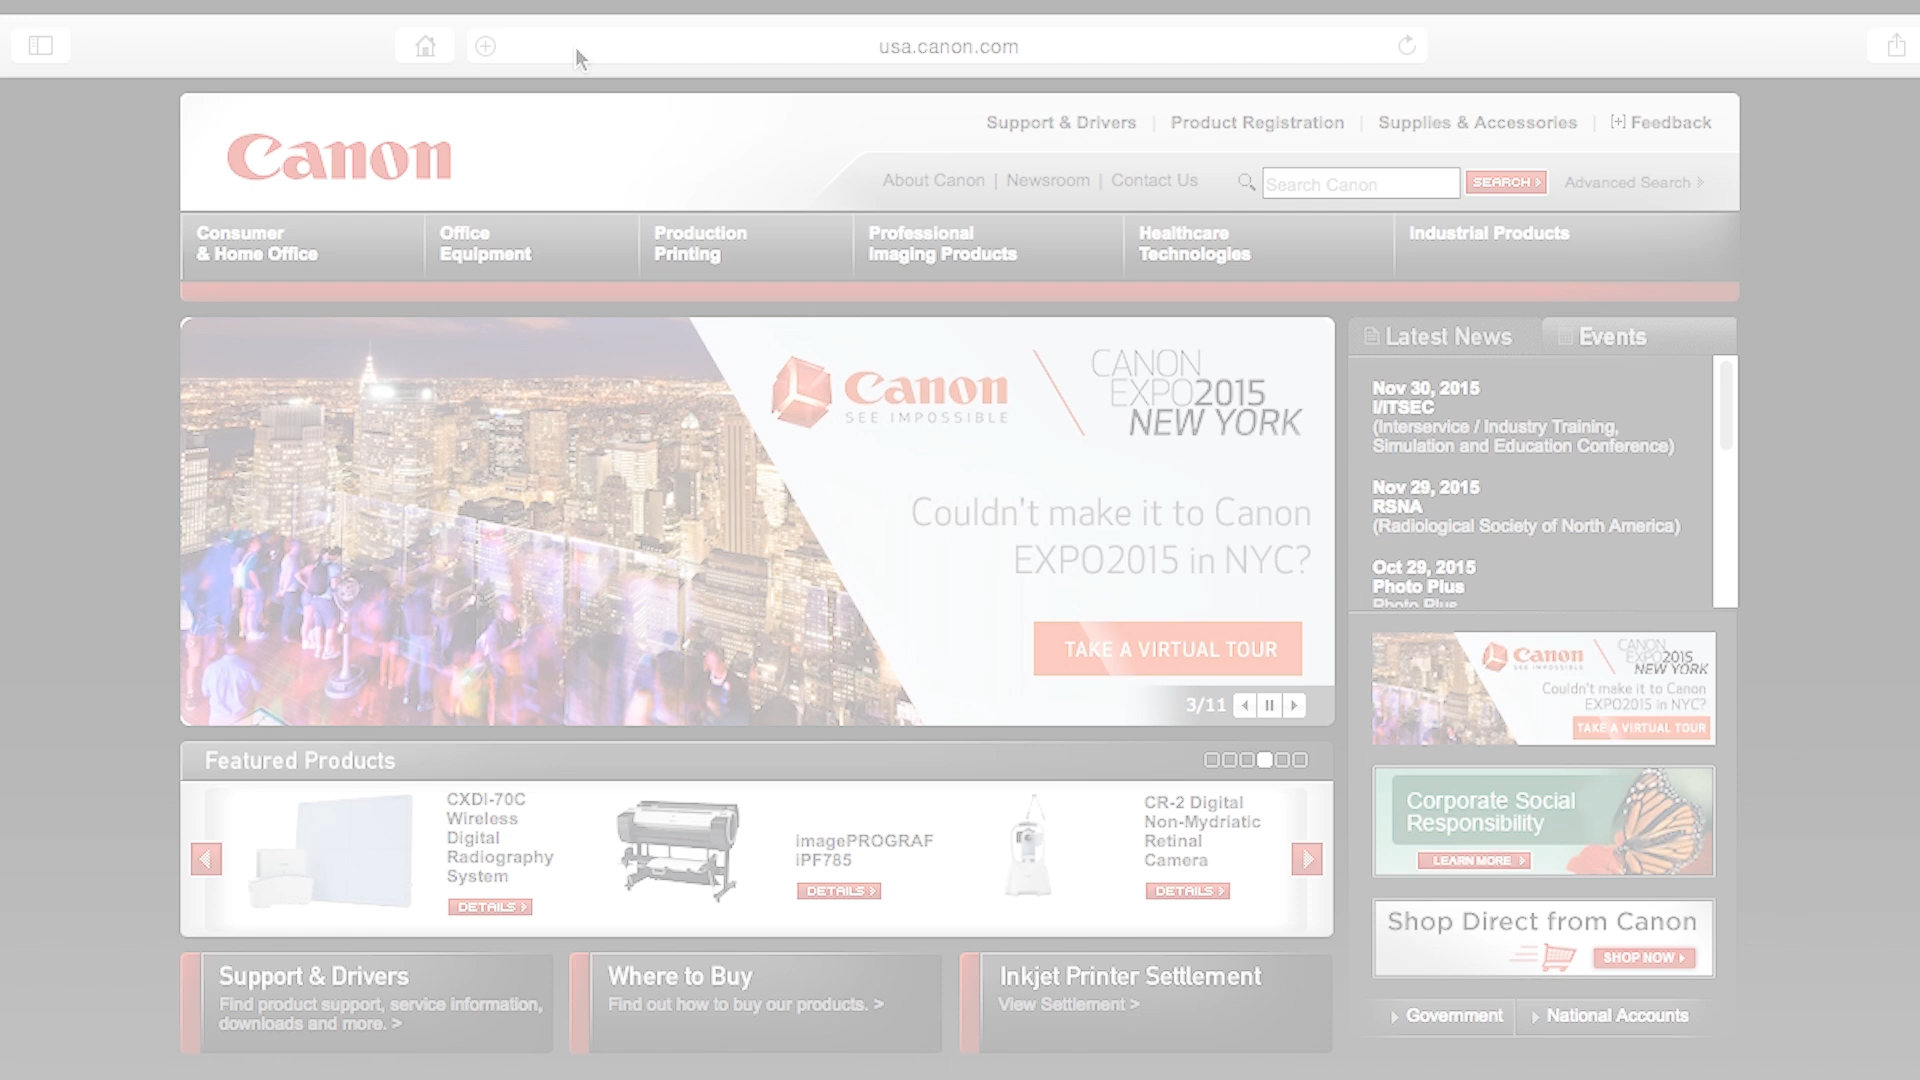 usa.canon.com
Canon
Support & Drivers
Product Registration
Supplies & Accessories
[+] Feedback
About Canon | Newsroom | Contact Us
Search Canon
SEARCH
Advanced Search
Consumer
& Home Office
Office
Equipment
Production
Printing
Professional
Imaging Products
Healthcare
Technologies
Industrial Products
Canon
SEE IMPOSSIBLE
CANON
EXPO2015
NEW YORK
Couldn't make it to Canon
EXPO2015 in NYC?
TAKE A VIRTUAL TOUR
3/11
Latest News
Events
Nov 30, 2015
I/ITSEC
(Interservice / Industry Training,
Simulation and Education Conference)
Nov 29, 2015
RSNA
(Radiological Society of North America)
Oct 29, 2015
Photo Plus
Photo Plus
Canon
SEE IMPOSSIBLE
CANON
EXPO2015
NEW YORK
Couldn't make it to Canon
EXPO2015 in NYC?
TAKE A VIRTUAL TOUR
Corporate Social
Responsibility
LEARN MORE
Shop Direct from Canon
SHOP NOW
Government
National Accounts
Featured Products
CXDI-70C
Wireless
Digital
Radiography
System
DETAILS
imagePROGRAF
iPF785
DETAILS
CR-2 Digital
Non-Mydriatic
Retinal
Camera
DETAILS
Support & Drivers
Find product support, service information,
downloads and more. >
Where to Buy
Find out how to buy our products. >
Inkjet Printer Settlement
View Settlement >